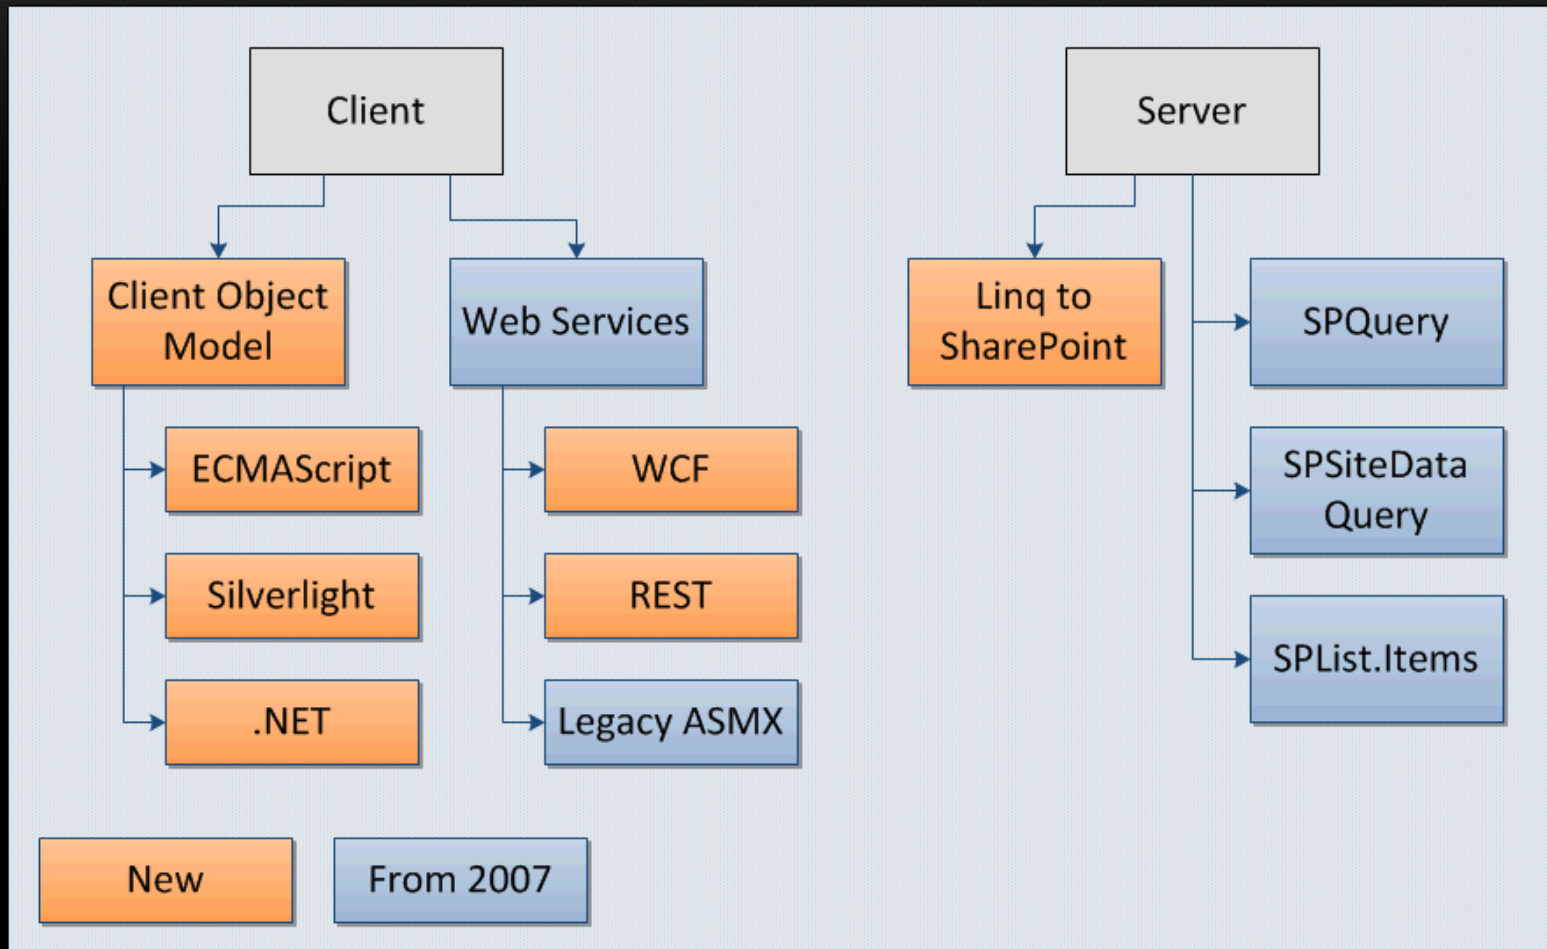 Client
Server
Client Object
Model
Web Services
Linq to
SharePoint
SPQuery
ECMAScript
WCF
SPSiteData
Query
Silverlight
REST
SPList.Items
.NET
Legacy ASMX
New
From 2007